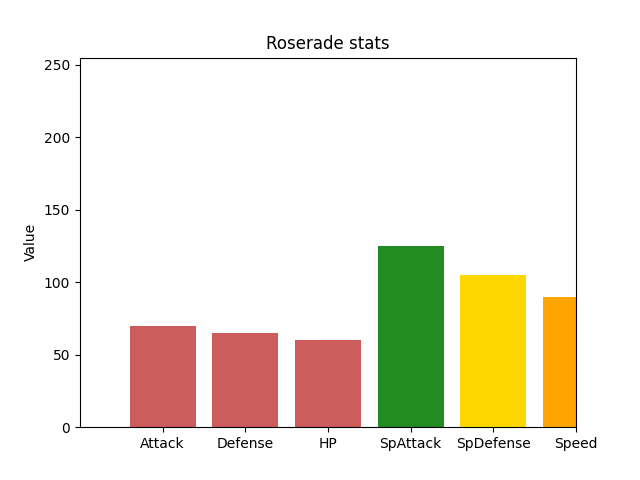 Roserade stats
Value
250
200
150
100
50
0
Attack
Defense
HP
SpAttack
SpDefense
Speed